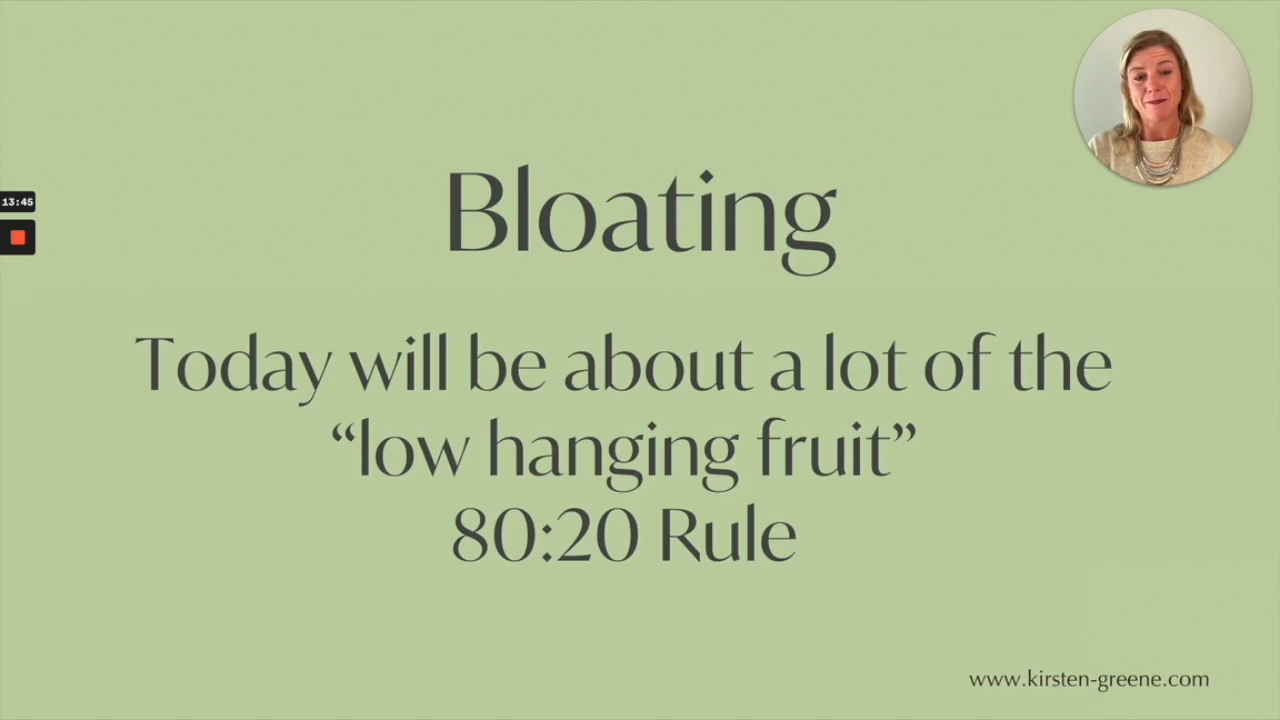 13:45
Bloating
Today will be about a lot of the
“low hanging fruit”
80:20 Rule
www.kirsten-greene.com